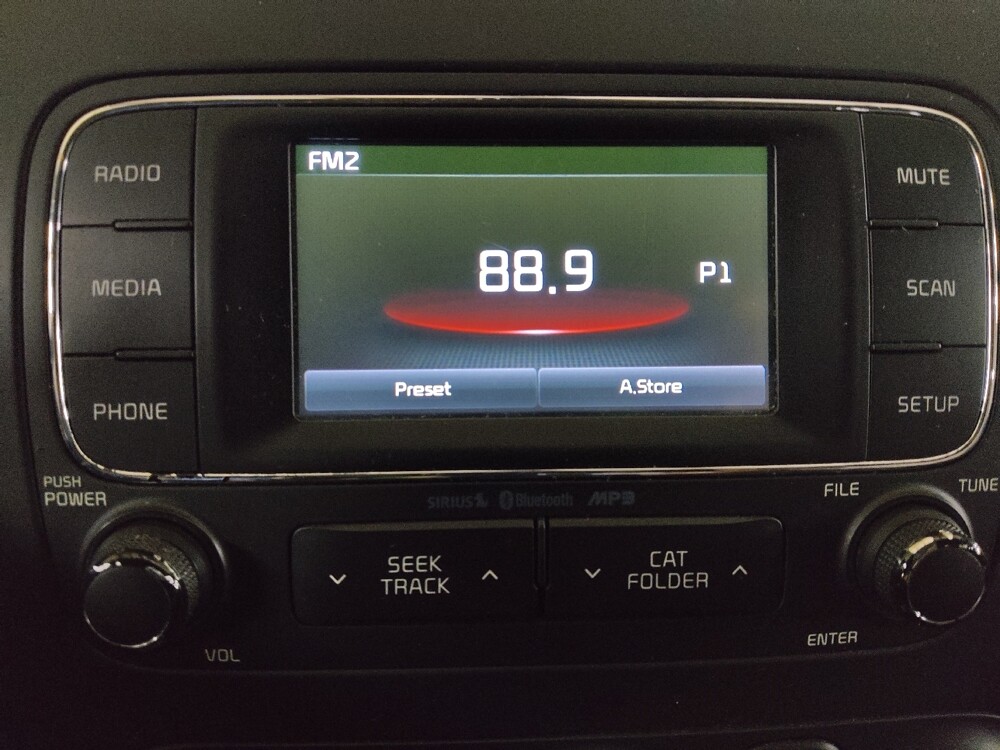 RADIO
MEDIA
PHONE
FM2
88.9
P1
Preset
A.Store
MUTE
SCAN
SETUP
PUSH
POWER
VOL
SIRIUS Bluetooth MP3
SEEK
TRACK
CAT
FOLDER
FILE
TUNE
ENTER